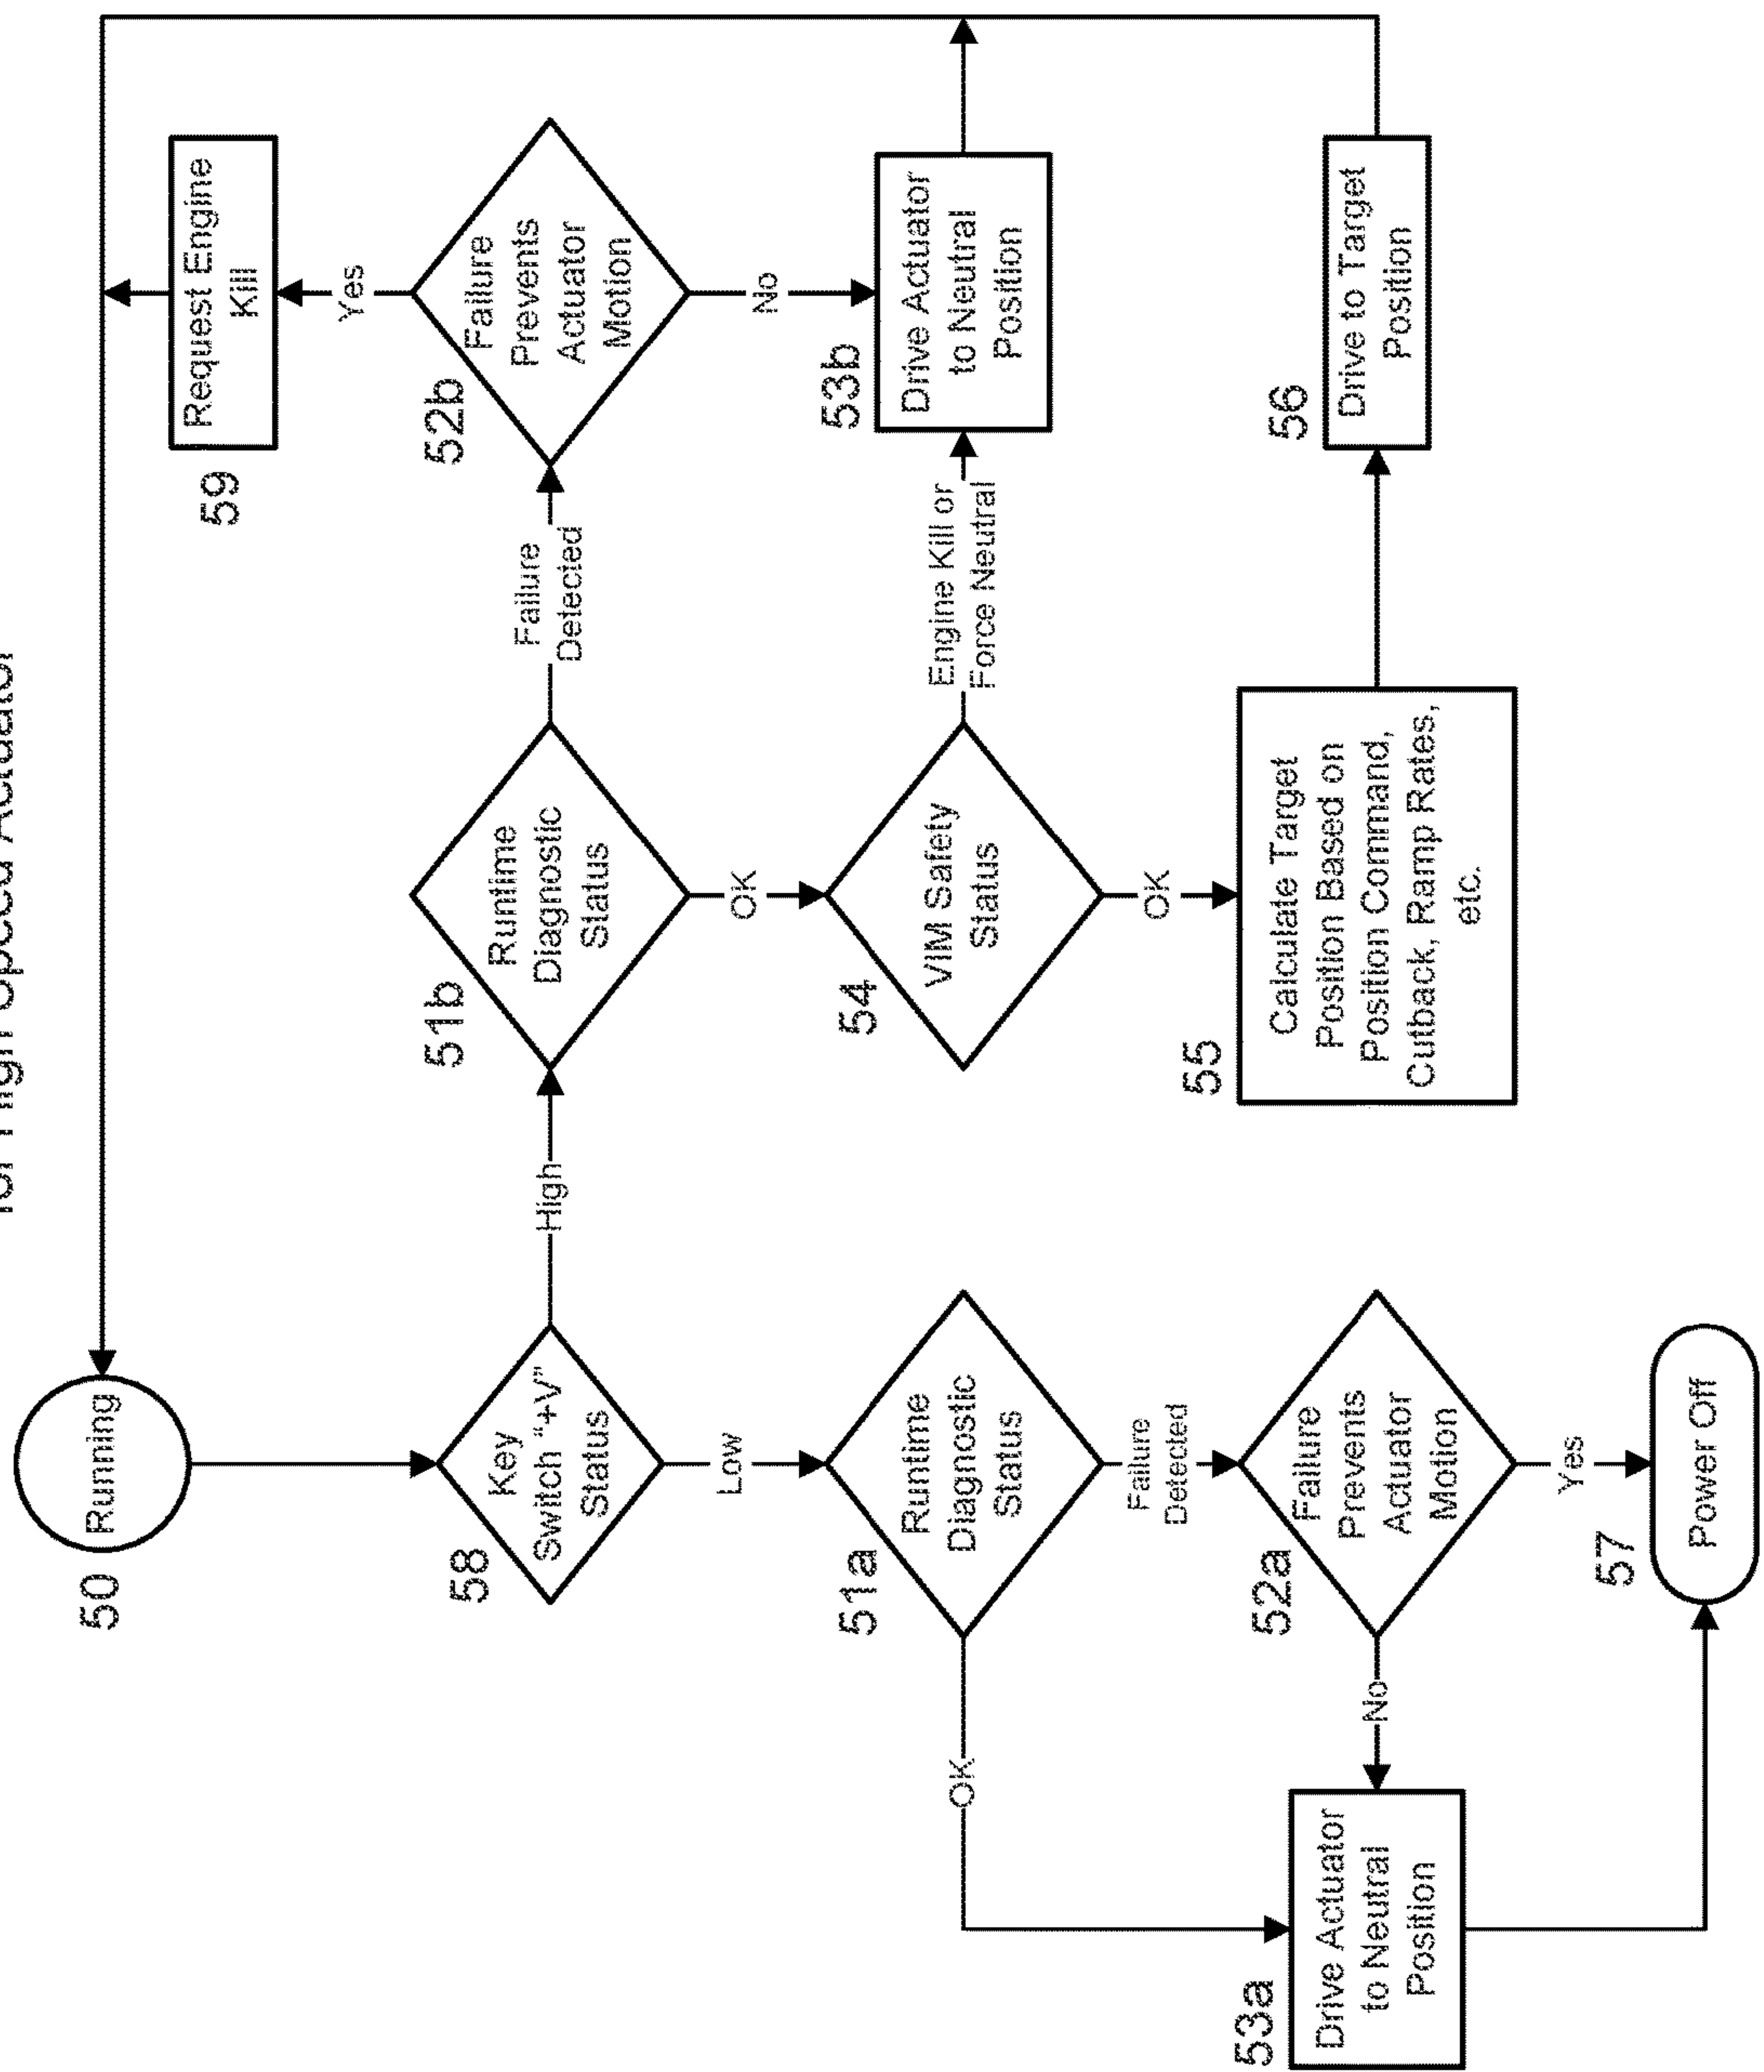 for High Speed Actuator
50
Running
58
Key
Switch "+V"
Status
High
Low
51b
Runtime
Diagnostic
Status
Failure
Detected
OK
52b
Failure
Prevents
Actuator
Motion
Yes
No
59
Request Engine
Kill
53b
Drive Actuator
to Neutral
Position
54
VIM Safety
Status
Engine Kill or
Force Neutral
OK
55
Calculate Target
Position Based on
Position Command,
Cutback, Ramp Rates,
etc.
56
Drive to Target
Position
51a
Runtime
Diagnostic
Status
OK
Failure
Detected
52a
Failure
Prevents
Actuator
Motion
No
Yes
53a
Drive Actuator
to Neutral
Position
57
Power Off